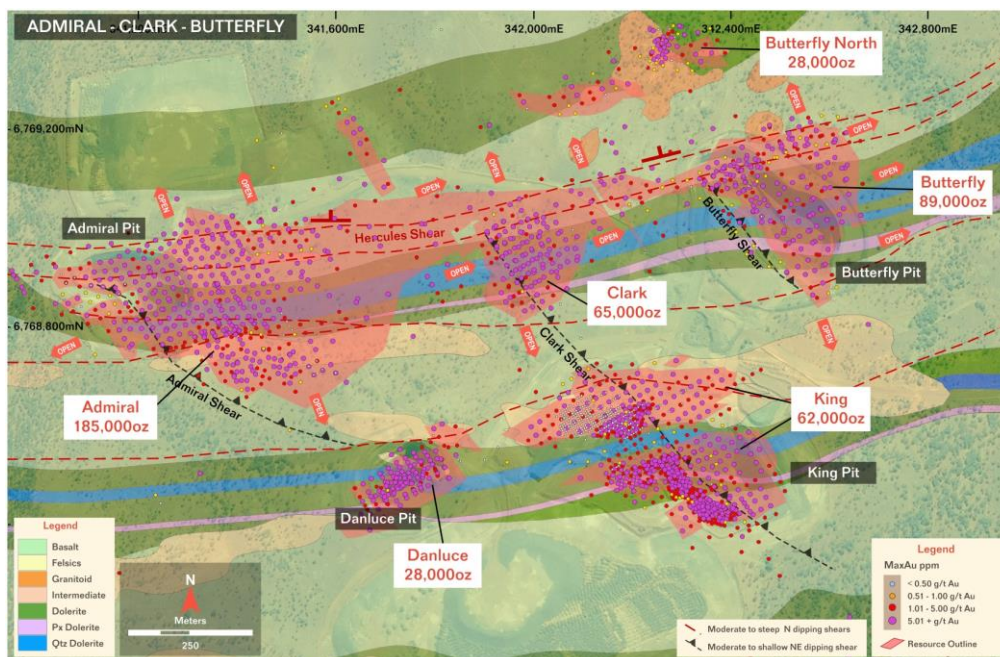 ADMIRAL - CLARK - BUTTERFLY
341,600mE
342,000mE
312,400mE
342,800mE
Butterfly North
28,000oz
6,769,200mN
OPEN
OPEN
OPEN
OPEN
OPEN
OPEN
OPEN
OPEN
Butterfly
89,000oz
Admiral Pit
Hercules Shear
Butterfly Shear
OPEN
OPEN
OPEN
Butterfly Pit
Clark
65,000oz
6,768,800mN
OPEN
OPEN
OPEN
Clark Shear
Admiral
185,000oz
Admiral Shear
OPEN
King
62,000oz
King Pit
Danluce Pit
Danluce
28,000oz
Legend
Basalt
Felsics
Granitoid
Intermediate
Dolerite
Px Dolerite
Qtz Dolerite
N
Meters
250
Moderate to steep N dipping shears
Moderate to shallow NE dipping shear
Legend
MaxAu ppm
< 0.50 g/t Au
0.51 - 1.00 g/t Au
1.01 - 5.00 g/t Au
5.01 + g/t Au
Resource Outline